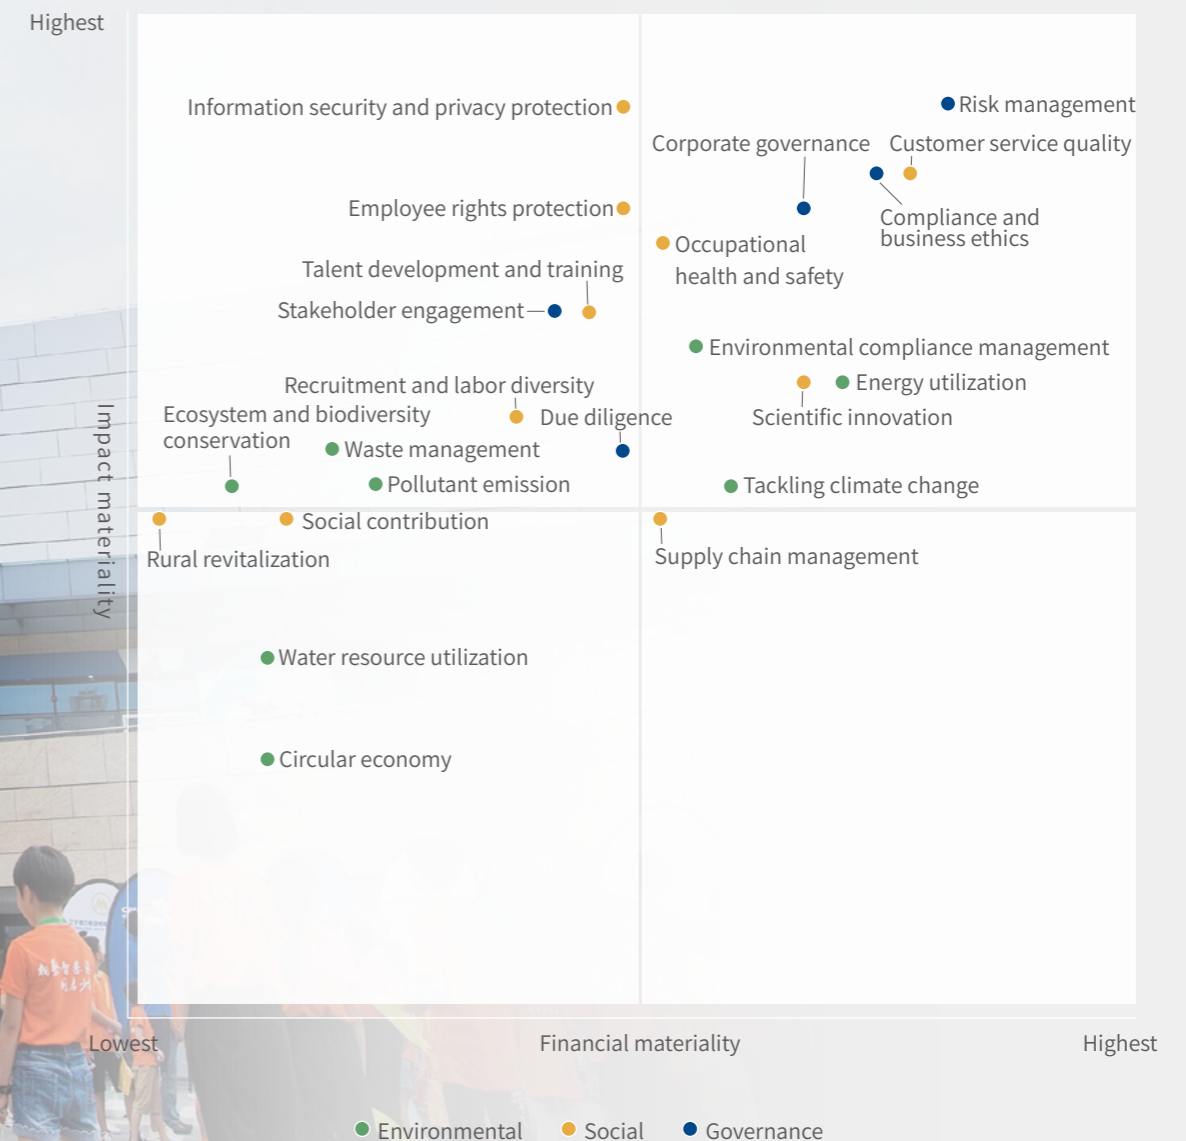 Highest
Information security and privacy protection
Risk management
Corporate governance
Customer service quality
Employee rights protection
Compliance and
business ethics
Occupational
health and safety
Talent development and training
Stakeholder engagement
Environmental compliance management
Recruitment and labor diversity
Energy utilization
Ecosystem and biodiversity
conservation
Due diligence
Scientific innovation
Waste management
Pollutant emission
Tackling climate change
Impact materiality
Social contribution
Rural revitalization
Supply chain management
Water resource utilization
Circular economy
Lowest
Financial materiality
Highest
Environmental
Social
Governance